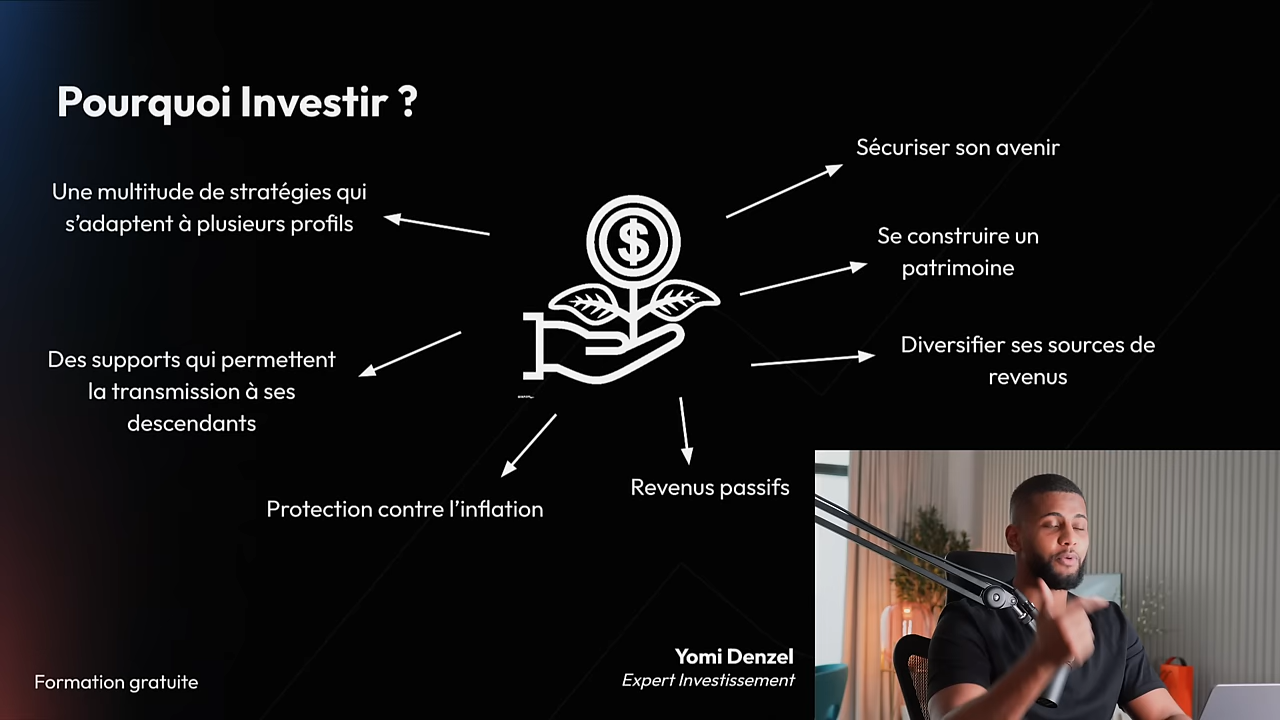 Pourquoi Investir ?
Une multitude de stratégies qui
s'adaptent à plusieurs profils
Des supports qui permettent
la transmission à ses
descendants
Protection contre l'inflation
Revenus passifs
Sécuriser son avenir
Se construire un
patrimoine
Diversifier ses sources de
revenus
$
Yomi Denzel
Expert Investissement
Formation gratuite